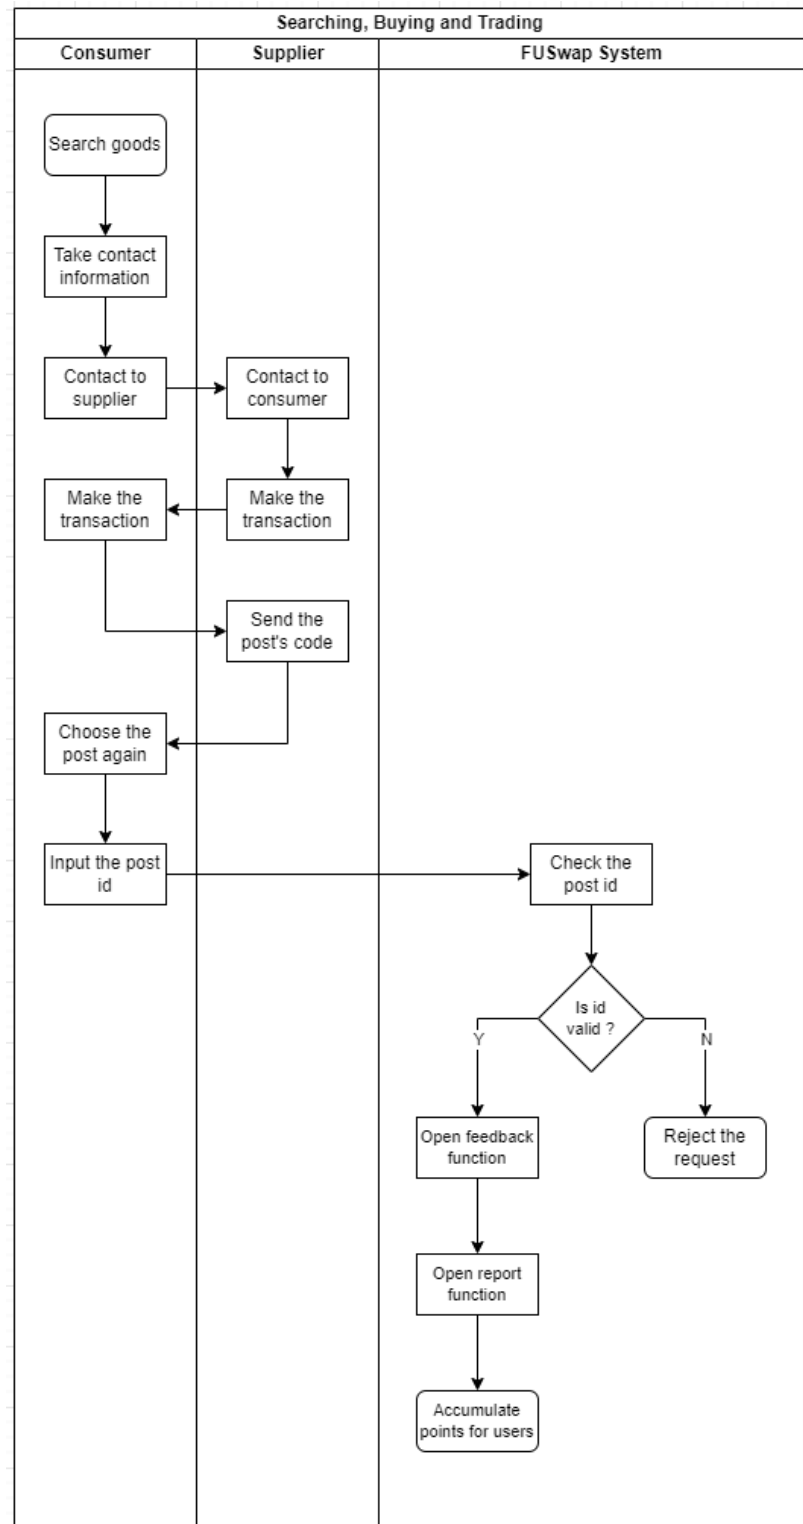 Searching, Buying and Trading
Consumer
Supplier
FUSwap System
Search goods
Take contact
information
Contact to
supplier
Contact to
consumer
Make the
transaction
Make the
transaction
Send the
post's code
Choose the
post again
Input the post
id
Check the
post id
Is id
valid ?
Y
N
Open feedback
function
Reject the
request
Open report
function
Accumulate
points for users